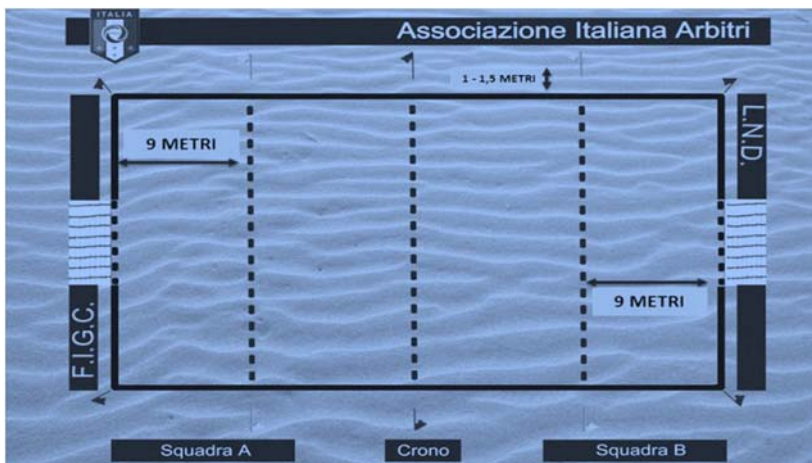 ITALIA
Associazione Italiana Arbitri
1 - 1,5 METRI
9 METRI
L.N.D.
F.I.G.C.
9 METRI
Squadra A
Crono
Squadra B